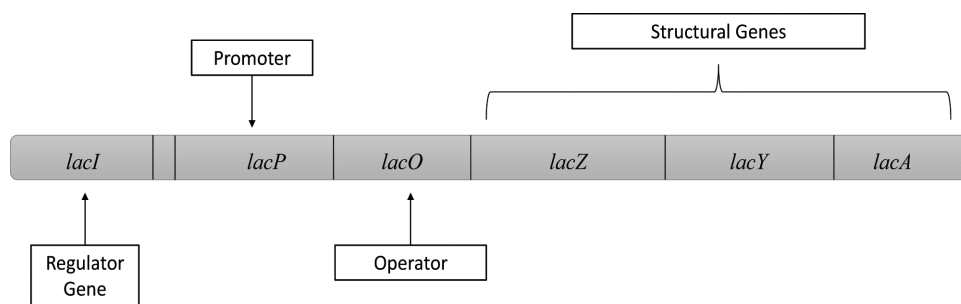 Structural Genes
Promoter
lacI lacP lacO lacZ lacY lacA
Regulator
Gene
Operator